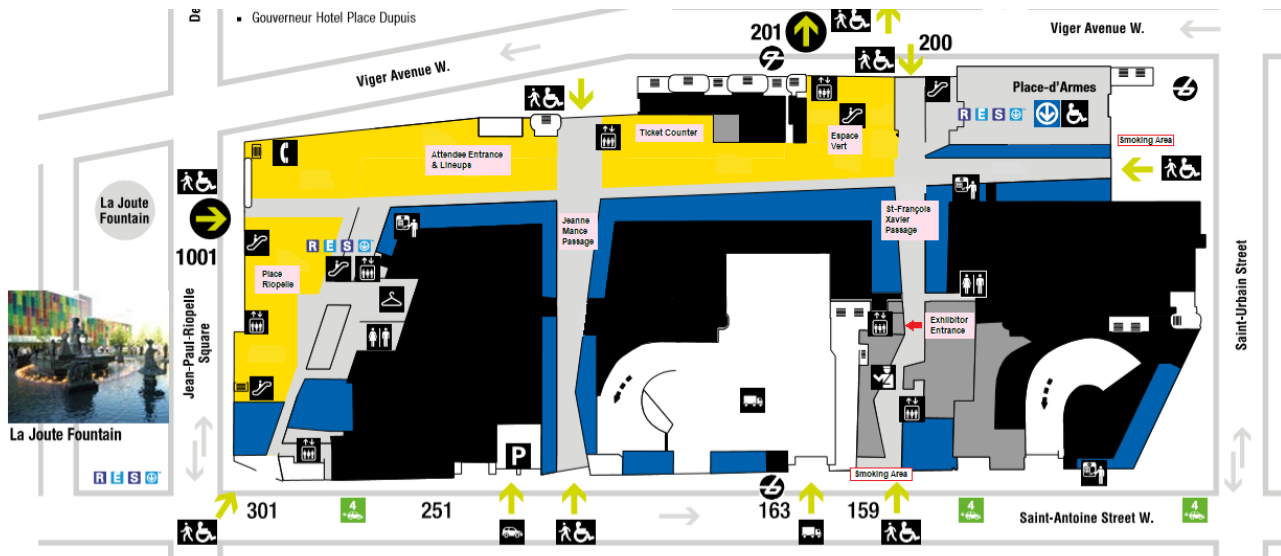 De
▪ Gouverneur Hotel Place Dupuis
Viger Avenue W.
201
200
Viger Avenue W.
Place-d'Armes
R E S O
Smoking Area
Ticket Counter
Espace
Vert
Attendee Entrance
& Lineups
La Joute
Fountain
1001
Jeanne
Mance
Passage
St-François
Xavier
Passage
R E S O
Place
Riopelle
Exhibitor
Entrance
Jean-Paul-Riopelle
Square
Saint-Urbain Street
La Joute Fountain
R E S O
P
Smoking Area
301
4
251
163
159
4
4
Saint-Antoine Street W.